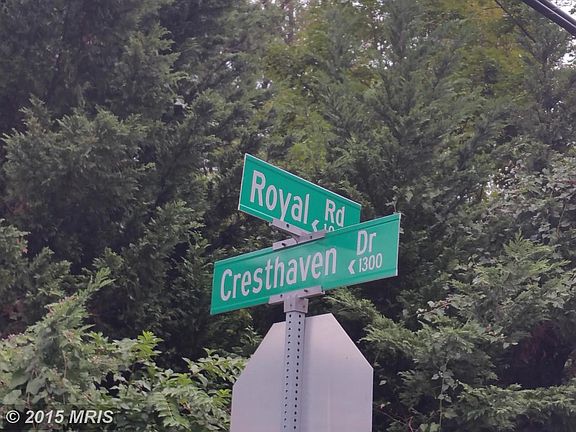 Royal Rd
Cresthaven Dr
< 1300
© 2015 MRIS